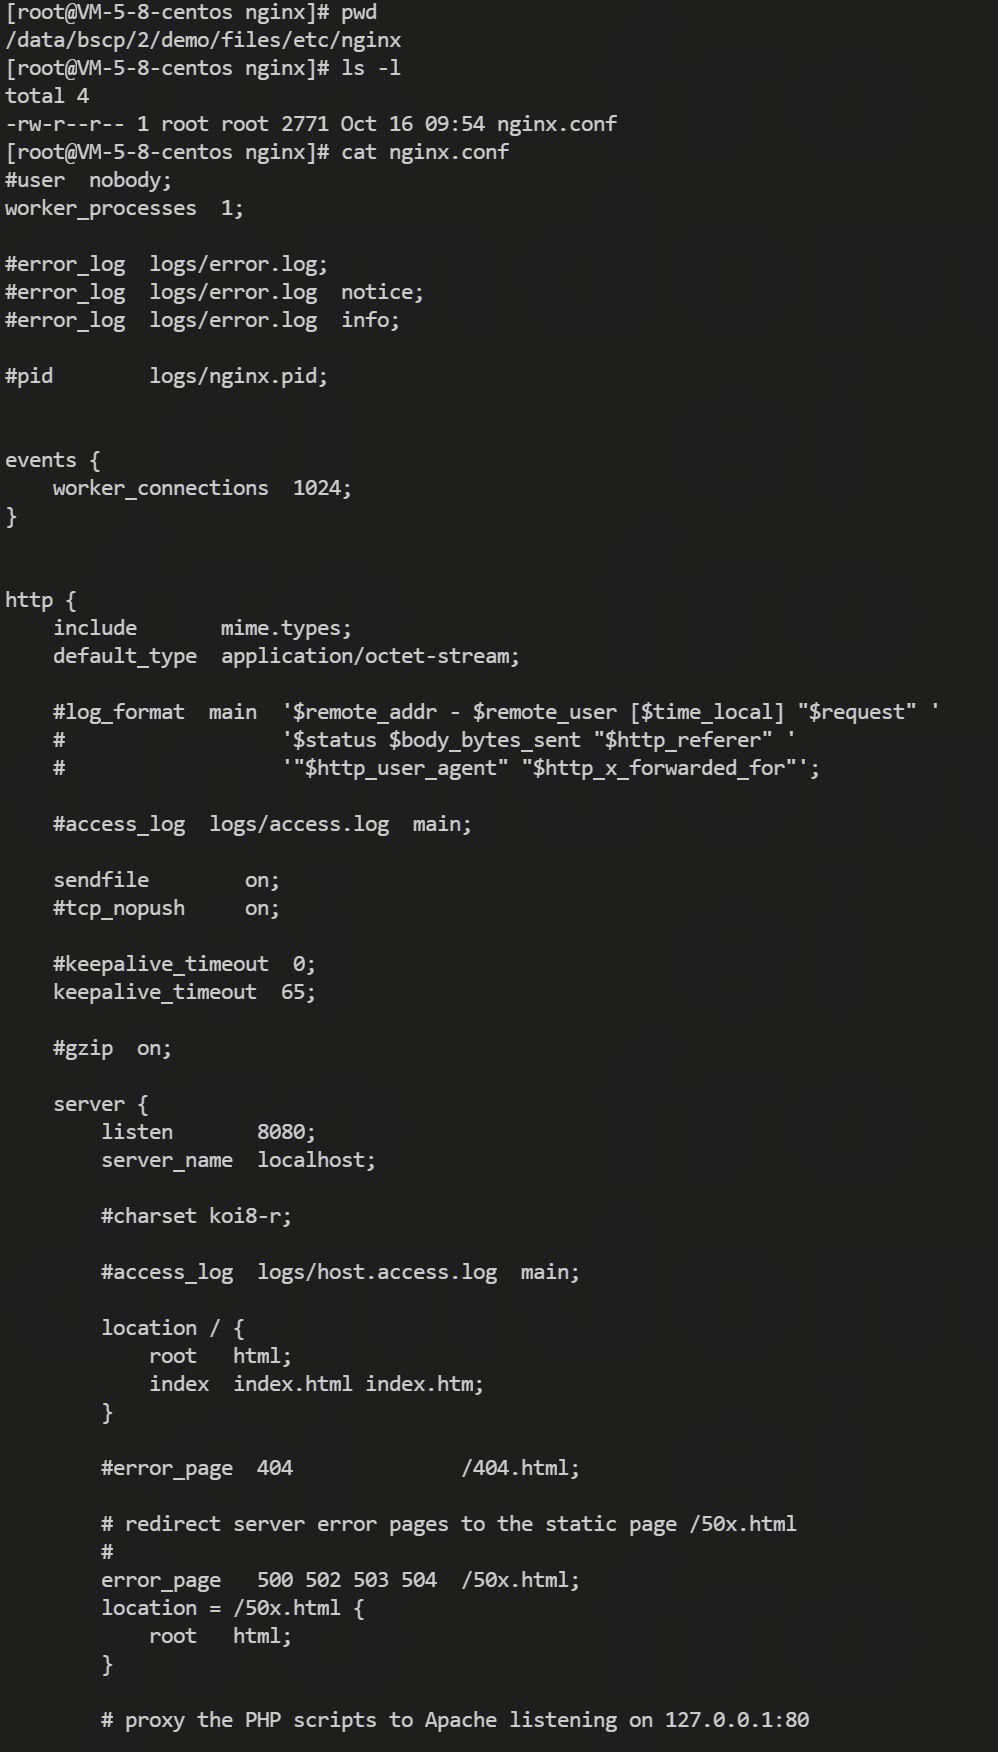 [root@VM-5-8-centos nginx]# pwd
/data/bscp/2/demo/files/etc/nginx
[root@VM-5-8-centos nginx]# ls -l
total 4
-rw-r--r-- 1 root root 2771 Oct 16 09:54 nginx.conf
[root@VM-5-8-centos nginx]# cat nginx.conf
#user  nobody;
worker_processes  1;

#error_log  logs/error.log;
#error_log  logs/error.log  notice;
#error_log  logs/error.log  info;

#pid        logs/nginx.pid;


events {
    worker_connections  1024;
}


http {
    include       mime.types;
    default_type  application/octet-stream;

    #log_format  main  '$remote_addr - $remote_user [$time_local] "$request" '
    #                  '$status $body_bytes_sent "$http_referer" '
    #                  '"$http_user_agent" "$http_x_forwarded_for"';

    #access_log  logs/access.log  main;

    sendfile        on;
    #tcp_nopush     on;

    #keepalive_timeout  0;
    keepalive_timeout  65;

    #gzip  on;

    server {
        listen       8080;
        server_name  localhost;

        #charset koi8-r;

        #access_log  logs/host.access.log  main;

        location / {
            root   html;
            index  index.html index.htm;
        }

        #error_page  404              /404.html;

        # redirect server error pages to the static page /50x.html
        #
        error_page   500 502 503 504  /50x.html;
        location = /50x.html {
            root   html;
        }

        # proxy the PHP scripts to Apache listening on 127.0.0.1:80